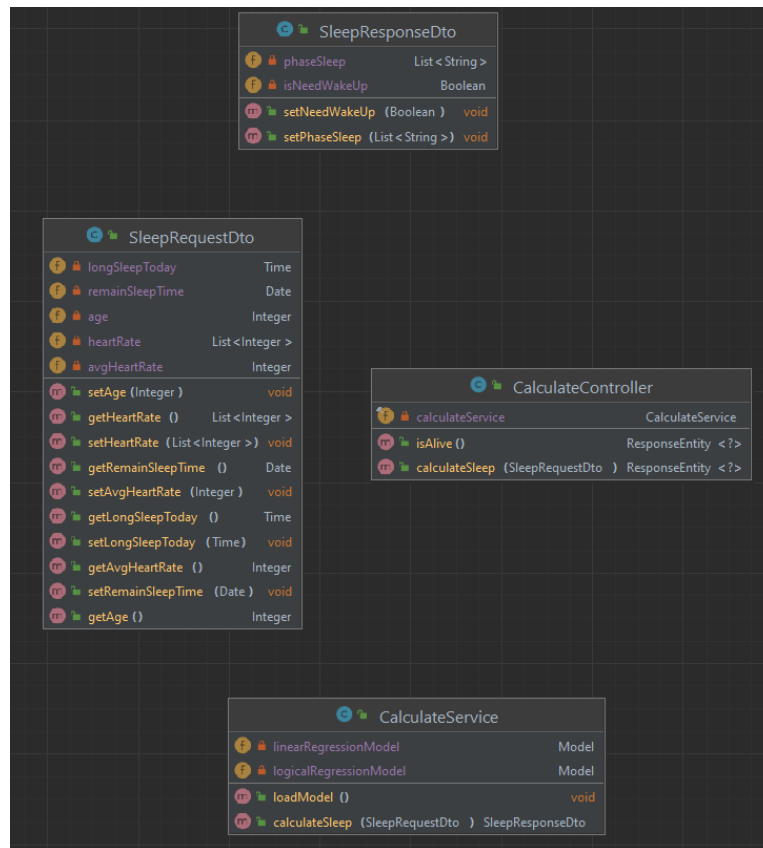 SleepResponseDto
phaseSleep List<String>
isNeedWakeUp Boolean
setNeedWakeUp (Boolean) void
setPhaseSleep (List<String>) void
SleepRequestDto
longSleepToday Time
remainSleepTime Date
age Integer
heartRate List<Integer>
avgHeartRate Integer
setAge (Integer) void
getHeartRate () List<Integer>
setHeartRate (List<Integer>) void
getRemainSleepTime () Date
setAvgHeartRate (Integer) void
getLongSleepToday () Time
setLongSleepToday (Time) void
getAvgHeartRate () Integer
setRemainSleepTime (Date) void
getAge () Integer
CalculateController
calculateService CalculateService
isAlive () ResponseEntity <?>
calculateSleep (SleepRequestDto) ResponseEntity <?>
CalculateService
linearRegressionModel Model
logicalRegressionModel Model
loadModel () void
calculateSleep (SleepRequestDto) SleepResponseDto